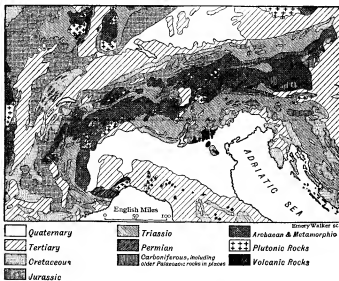 English Miles
0 50 100
ADRIATIC SEA
Emery Walker sc.
Quaternary
Tertiary
Cretaceous
Jurassic
Triassic
Permian
Carboniferous, including
older Palaeozoic rocks in places
Archaean & Metamorphic
Plutonic Rocks
Volcanic Rocks